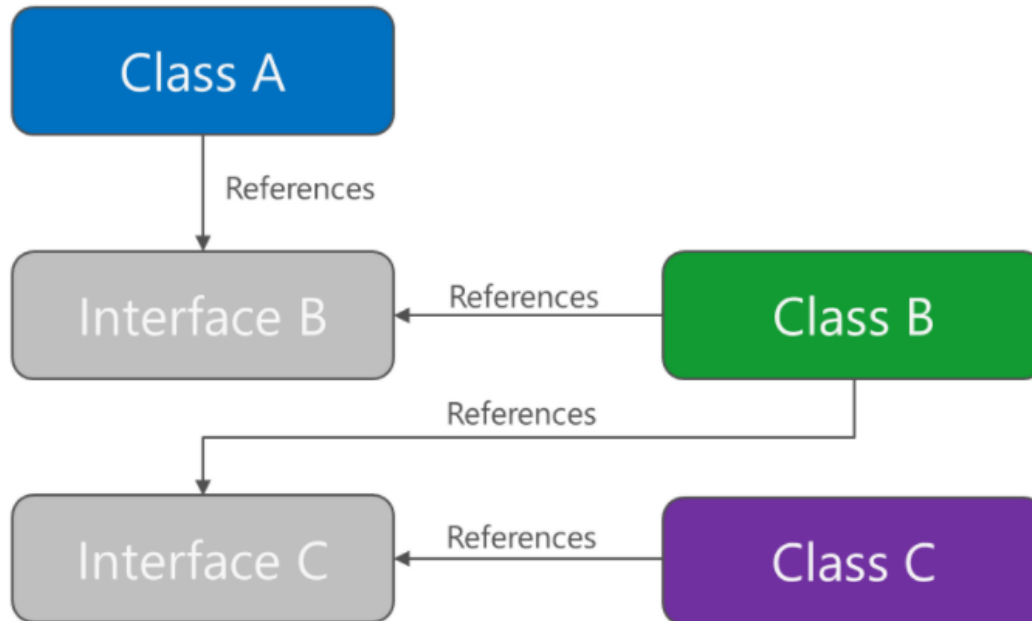 Class A
References
Interface B
References
Class B
References
Interface C
References
Class C